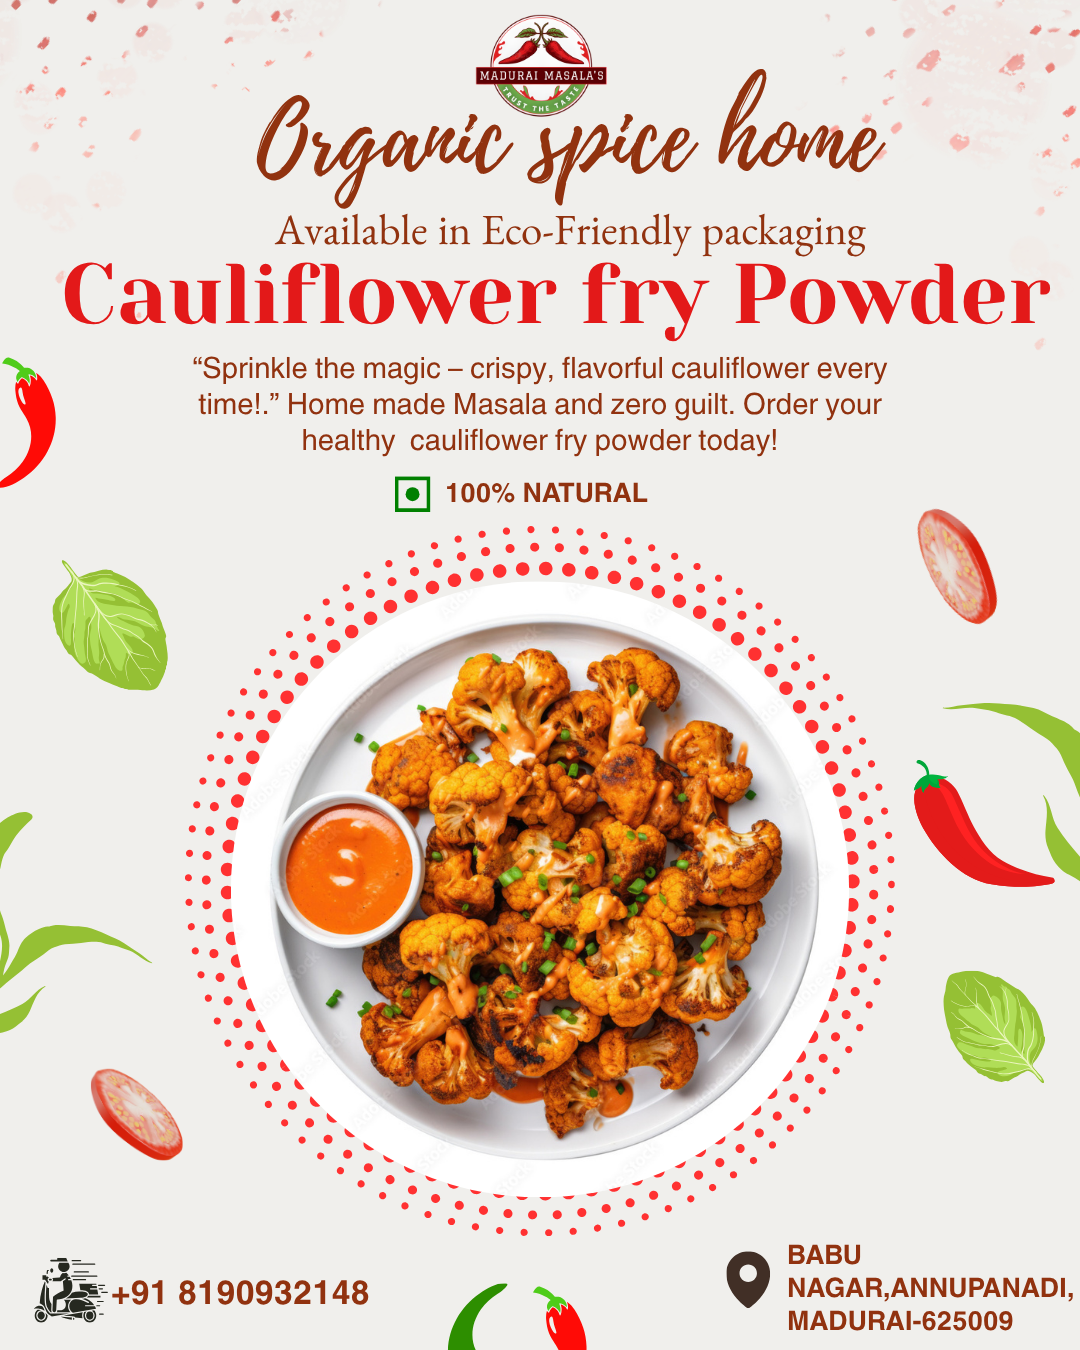 MADURAI MASALA'S
TRUST THE TASTE
Organic spice home
Available in Eco-Friendly packaging
Cauliflower fry Powder
“Sprinkle the magic – crispy, flavorful cauliflower every
time!.” Home made Masala and zero guilt. Order your
healthy  cauliflower fry powder today!
100% NATURAL
+91 8190932148
BABU
NAGAR,ANNUPANADI,
MADURAI-625009